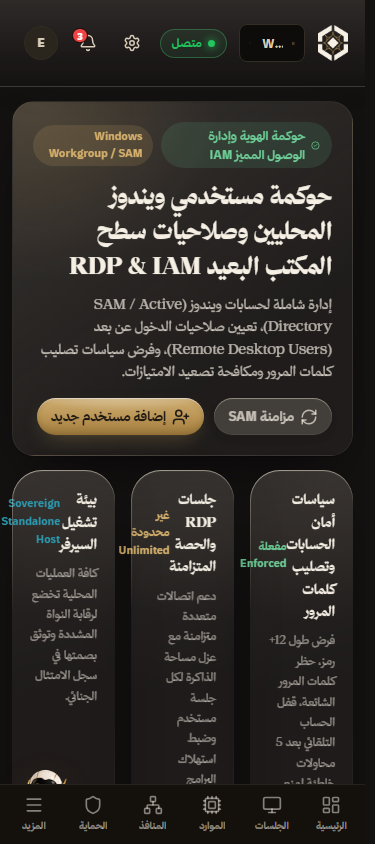 W...
متصل
3
E
حوكمة الهوية وإدارة
الوصول المميز IAM
Windows
Workgroup / SAM
حوكمة مستخدمي ويندوز
المحليين وصلاحيات سطح
المكتب البعيد RDP & IAM
إدارة شاملة لحسابات ويندوز (SAM / Active
Directory)، تعيين صلاحيات الدخول عن بعد
(Remote Desktop Users)، وفرض سياسات تصليب
كلمات المرور ومكافحة تصعيد الامتيازات.
مزامنة SAM
إضافة مستخدم جديد
سياسات
أمان
الحسابات
وتصليب
كلمات
المرور
مفعلة
Enforced
فرض طول 12+
رمز، حظر
كلمات المرور
الشائعة، قفل
الحساب
التلقائي بعد 5
محاولات
خاطئة لمنع
جلسات
RDP
والحصة
المتزامنة
غير
محدودة
Unlimited
دعم اتصالات
متعددة
متزامنة مع
عزل مساحة
الذاكرة لكل
جلسة
مستخدم
وضبط
استهلاك
البرامج
بيئة
تشغيل
السيرفر
Sovereign
Standalone
Host
كافة العمليات
المحلية تخضع
لرقابة النواة
المشددة وتوثق
بصمتها في
سجل الامتثال
الجنائي.
الرئيسية
الجلسات
الموارد
المنافذ
الحماية
المزيد